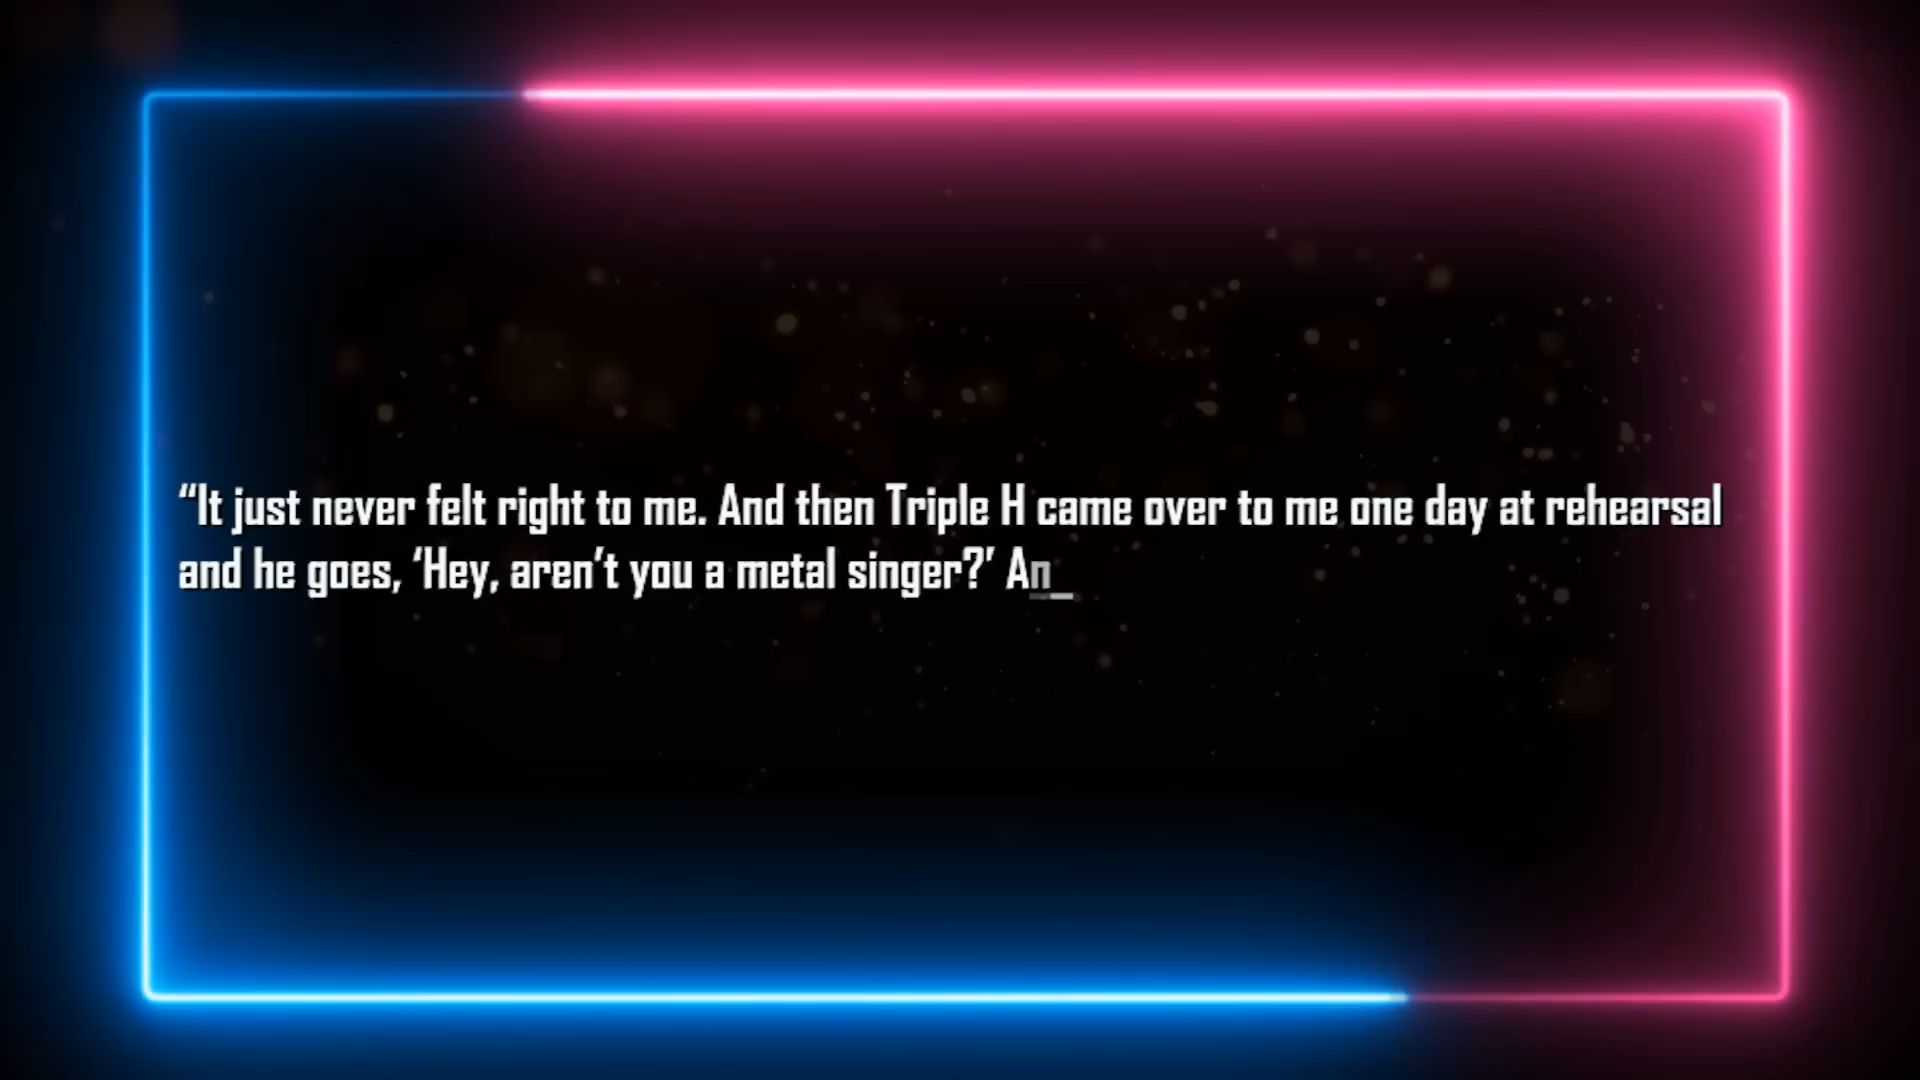 “It just never felt right to me. And then Triple H came over to me one day at rehearsal
and he goes, ‘Hey, aren’t you a metal singer?’ An_